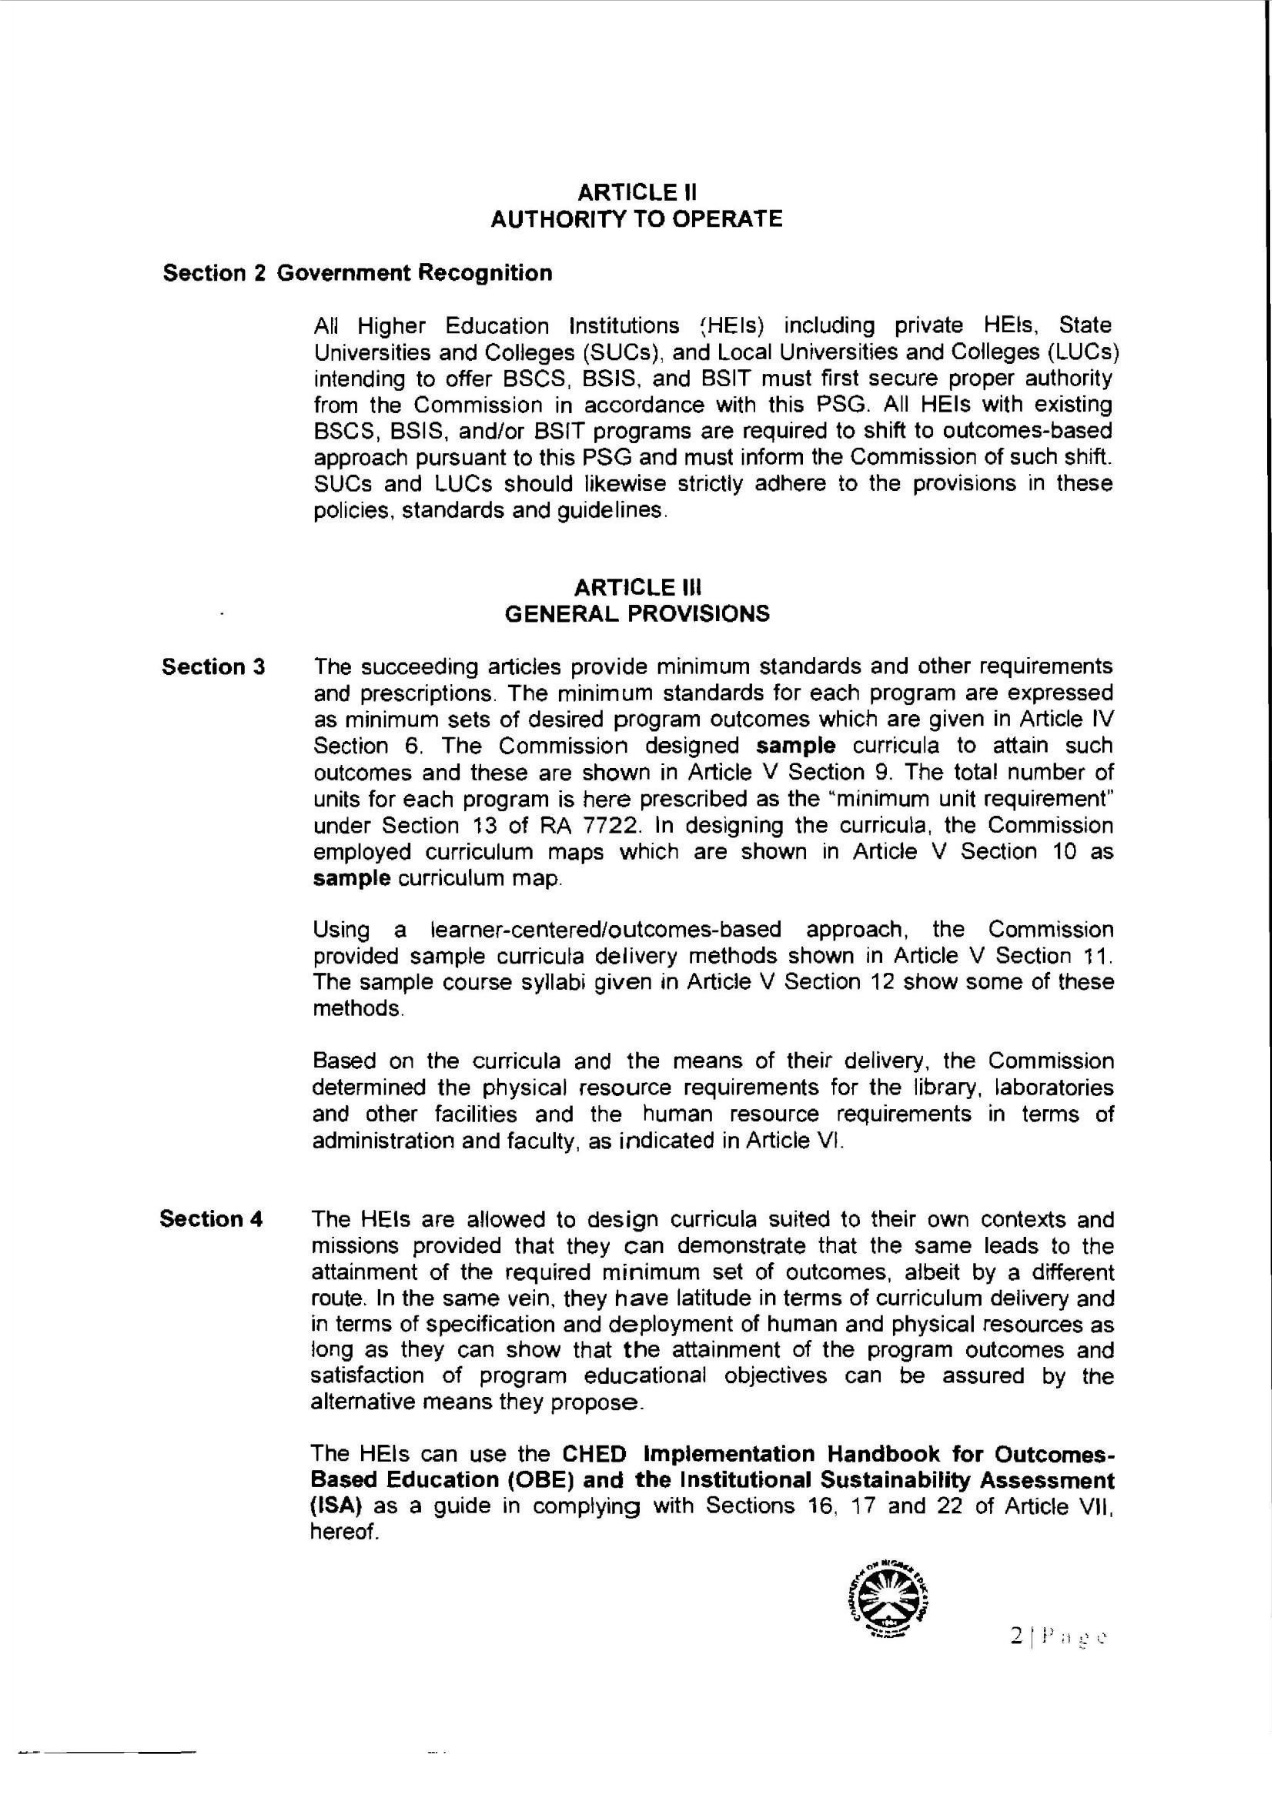 ARTICLE II
AUTHORITY TO OPERATE
Section 2 Government Recognition
All Higher Education Institutions (HEIs) including private HEIs, State
Universities and Colleges (SUCs), and Local Universities and Colleges (LUCs)
intending to offer BSCS, BSIS, and BSIT must first secure proper authority
from the Commission in accordance with this PSG. All HEIs with existing
BSCS, BSIS, and/or BSIT programs are required to shift to outcomes-based
approach pursuant to this PSG and must inform the Commission of such shift.
SUCs and LUCs should likewise strictly adhere to the provisions in these
policies, standards and guidelines.
ARTICLE III
GENERAL PROVISIONS
Section 3 The succeeding articles provide minimum standards and other requirements
and prescriptions. The minimum standards for each program are expressed
as minimum sets of desired program outcomes which are given in Article IV
Section 6. The Commission designed sample curricula to attain such
outcomes and these are shown in Article V Section 9. The total number of
units for each program is here prescribed as the "minimum unit requirement"
under Section 13 of RA 7722. In designing the curricula, the Commission
employed curriculum maps which are shown in Article V Section 10 as
sample curriculum map.
Using a learner-centered/outcomes-based approach, the Commission
provided sample curricula delivery methods shown in Article V Section 11.
The sample course syllabi given in Article V Section 12 show some of these
methods.
Based on the curricula and the means of their delivery, the Commission
determined the physical resource requirements for the library, laboratories
and other facilities and the human resource requirements in terms of
administration and faculty, as indicated in Article VI.
Section 4 The HEIs are allowed to design curricula suited to their own contexts and
missions provided that they can demonstrate that the same leads to the
attainment of the required minimum set of outcomes, albeit by a different
route. In the same vein, they have latitude in terms of curriculum delivery and
in terms of specification and deployment of human and physical resources as
long as they can show that the attainment of the program outcomes and
satisfaction of program educational objectives can be assured by the
alternative means they propose.
The HEIs can use the CHED Implementation Handbook for Outcomes-
Based Education (OBE) and the Institutional Sustainability Assessment
(ISA) as a guide in complying with Sections 16, 17 and 22 of Article VII,
hereof.
COMMISSION ON HIGHER EDUCATION
2 | Page